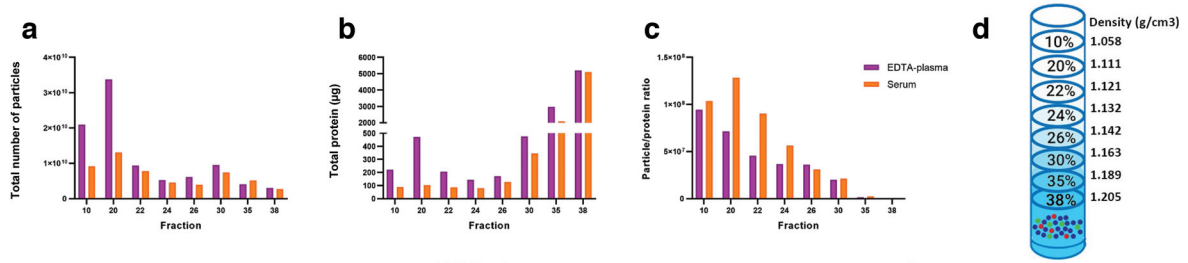 a
Total number of particles
4×10¹⁰
3×10¹⁰
2×10¹⁰
1×10¹⁰
0
10 20 22 24 26 30 35 38
Fraction
b
Total protein (µg)
6000
5000
4000
3000
2000
500
400
300
200
100
0
10 20 22 24 26 30 35 38
Fraction
c
Particle/protein ratio
1.5×10⁸
1×10⁸
5×10⁷
0
10 20 22 24 26 30 35 38
Fraction
EDTA-plasma
Serum
d
Density (g/cm3)
10% 1.058
20% 1.111
22% 1.121
24% 1.132
26% 1.142
30% 1.163
35% 1.189
38% 1.205